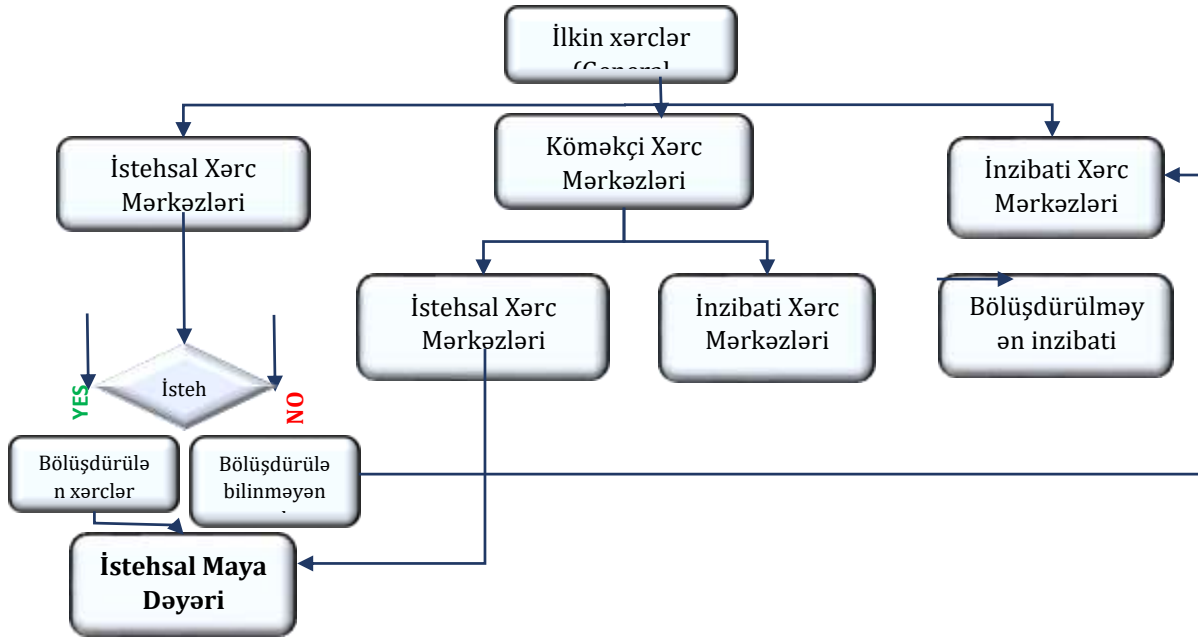 İlkin xərclər
(General
İstehsal Xərc
Mərkəzləri
Köməkçi Xərc
Mərkəzləri
İnzibati Xərc
Mərkəzləri
İstehsal Xərc
Mərkəzləri
İnzibati Xərc
Mərkəzləri
Bölüşdürülməy
ən inzibati
İsteh
YES
NO
Bölüşdürülə
n xərclər
Bölüşdürülə
bilinməyən
İstehsal Maya
Dəyəri